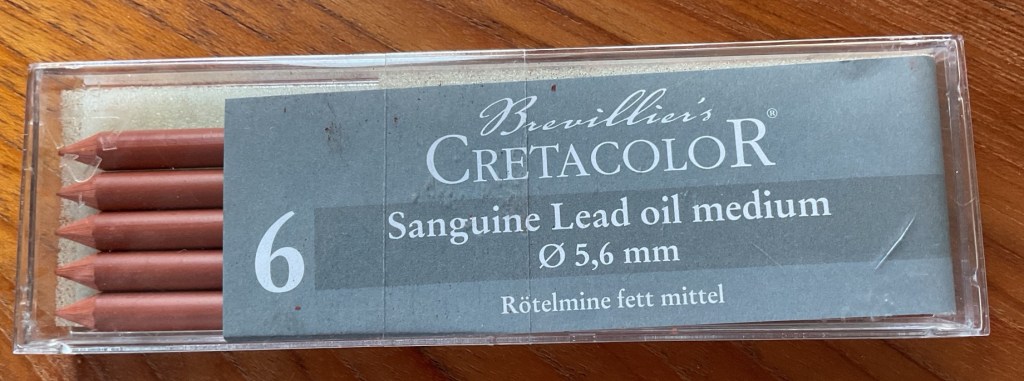 Brevillier's
CRETACOLOR®
6
Sanguine Lead oil medium
Ø 5,6 mm
Rötelmine fett mittel